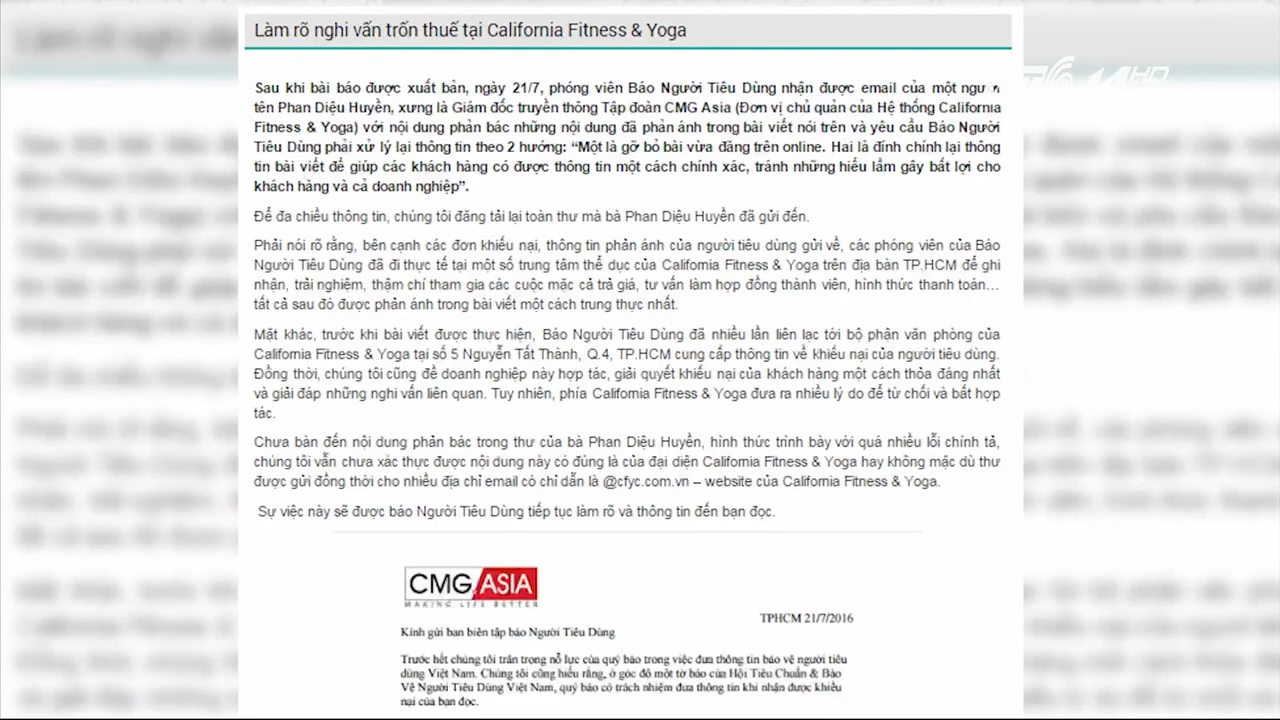 Làm rõ nghi vấn trốn thuế tại California Fitness & Yoga
Sau khi bài báo được xuất bản, ngày 21/7, phóng viên Báo Người Tiêu Dùng nhận được email của một
tên Phan Diệu Huyền, xưng là Giám đốc truyền thông Tập đoàn CMG Asia (Đơn vị chủ quản của Hệ thống California
Fitness & Yoga) với nội dung phản bác những nội dung đã phản ánh trong bài viết nói trên và yêu cầu Báo Người
Tiêu Dùng phải xử lý lại thông tin theo 2 hướng: “Một là gỡ bỏ bài vừa đăng trên online. Hai là đính chính lại thông
tin bài viết để giúp các khách hàng có được thông tin một cách chính xác, tránh những hiểu lầm gây bất lợi cho
khách hàng và cả doanh nghiệp”.
Để đa chiều thông tin, chúng tôi đăng tải lại toàn thư mà bà Phan Diệu Huyền đã gửi đến.
Phải nói rõ rằng, bên cạnh các đơn khiếu nại, thông tin phản ánh của người tiêu dùng gửi về, các phóng viên của Báo
Người Tiêu Dùng đã đi thực tế tại một số trung tâm thể dục của California Fitness & Yoga trên địa bàn TP.HCM để ghi
nhận, trải nghiệm, thậm chí tham gia các cuộc mặc cả trả giá, tư vấn làm hợp đồng thành viên, hình thức thanh toán…
tất cả sau đó được phản ánh trong bài viết một cách trung thực nhất.
Mặt khác, trước khi bài viết được thực hiện, Báo Người Tiêu Dùng đã nhiều lần liên lạc tới bộ phận văn phòng của
California Fitness & Yoga tại số 5 Nguyễn Tất Thành, Q.4, TP.HCM cung cấp thông tin về khiếu nại của người tiêu dùng.
Đồng thời, chúng tôi cũng đề doanh nghiệp này hợp tác, giải quyết khiếu nại của khách hàng một cách thỏa đáng nhất
và giải đáp những nghi vấn liên quan. Tuy nhiên, phía California Fitness & Yoga đưa ra nhiều lý do để từ chối và bất hợp
tác.
Chưa bàn đến nội dung phản bác trong thư của bà Phan Diệu Huyền, hình thức trình bày với quá nhiều lỗi chính tả,
chúng tôi vẫn chưa xác thực được nội dung này có đúng là của đại diện California Fitness & Yoga hay không mặc dù thư
được gửi đồng thời cho nhiều địa chỉ email có chỉ dẫn là @cfyc.com.vn – website của California Fitness & Yoga.
Sự việc này sẽ được báo Người Tiêu Dùng tiếp tục làm rõ và thông tin đến bạn đọc.
CMG.ASIA
MAKING LIFE BETTER
TPHCM 21/7/2016
Kính gửi ban biên tập báo Người Tiêu Dùng
Trước hết chúng tôi trân trọng nỗ lực của quý báo trong việc đưa thông tin bảo vệ người tiêu
dùng Việt Nam. Chúng tôi cũng hiểu rằng, ở góc độ một tờ báo của Hội Tiêu Chuẩn & Bảo
Vệ Người Tiêu Dùng Việt Nam, quý báo có trách nhiệm đưa thông tin khi nhận được khiếu
nại của bạn đọc.